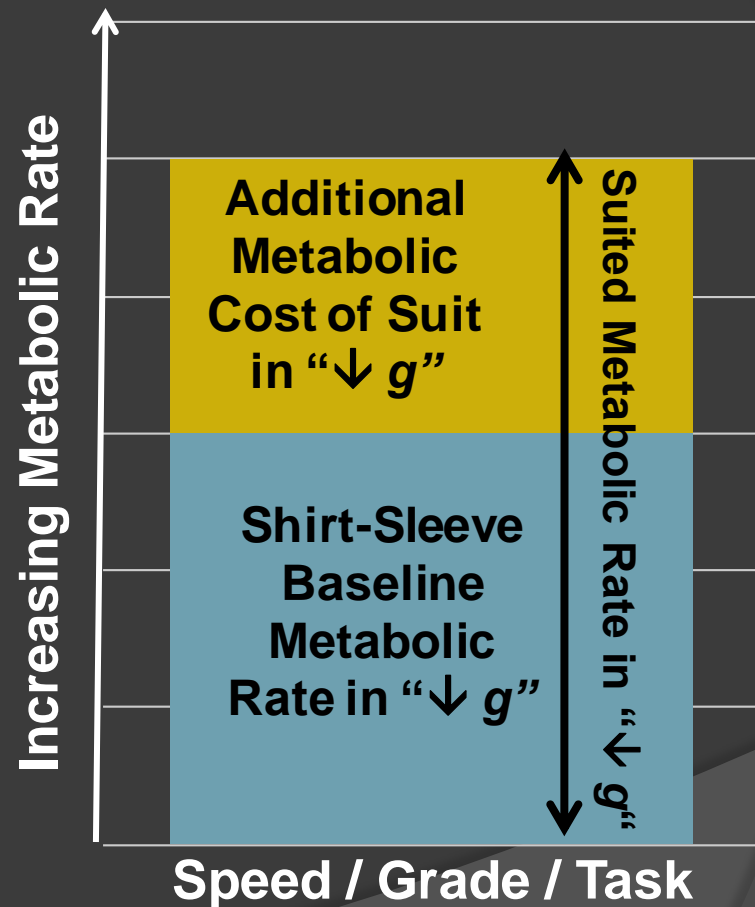 Increasing Metabolic Rate
Additional
Metabolic
Cost of Suit
in “↓ g”
Suited Metabolic Rate in “↓ g“
Shirt-Sleeve
Baseline
Metabolic
Rate in “↓ g”
Speed / Grade / Task